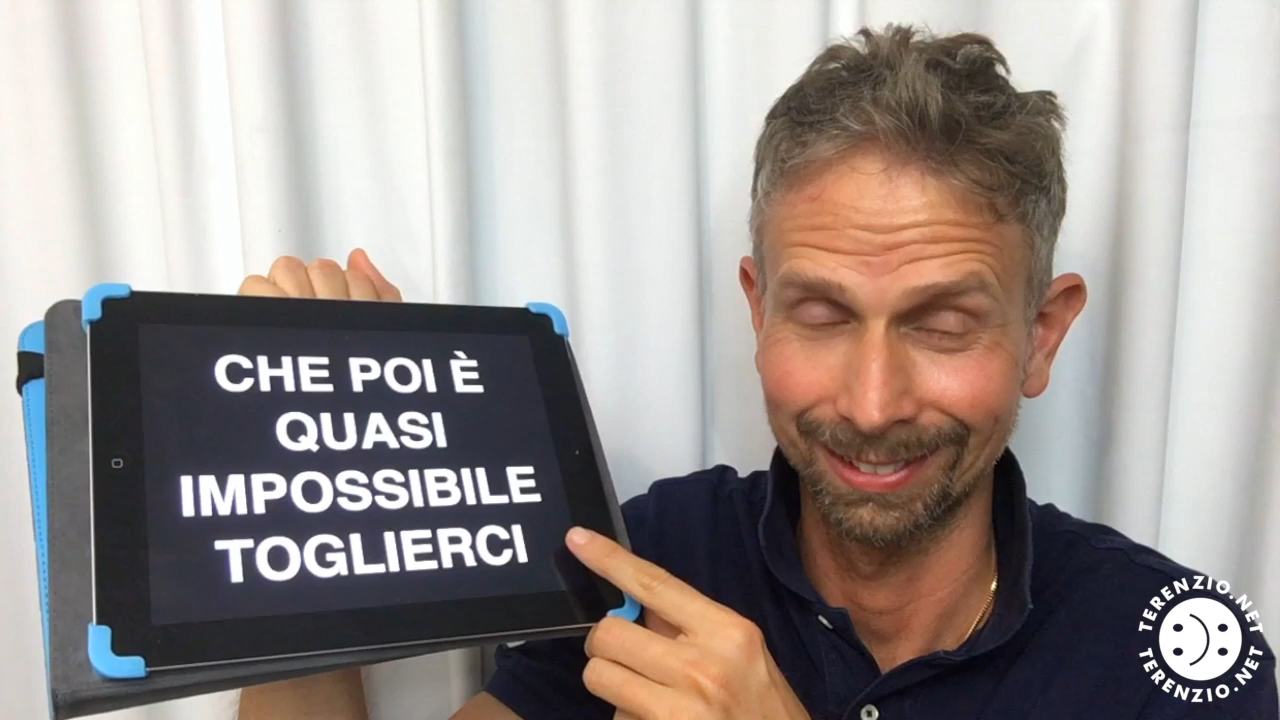 CHE POI È
QUASI
IMPOSSIBILE
TOGLIERCI
TERENZIO.NET
TERENZIO.NET